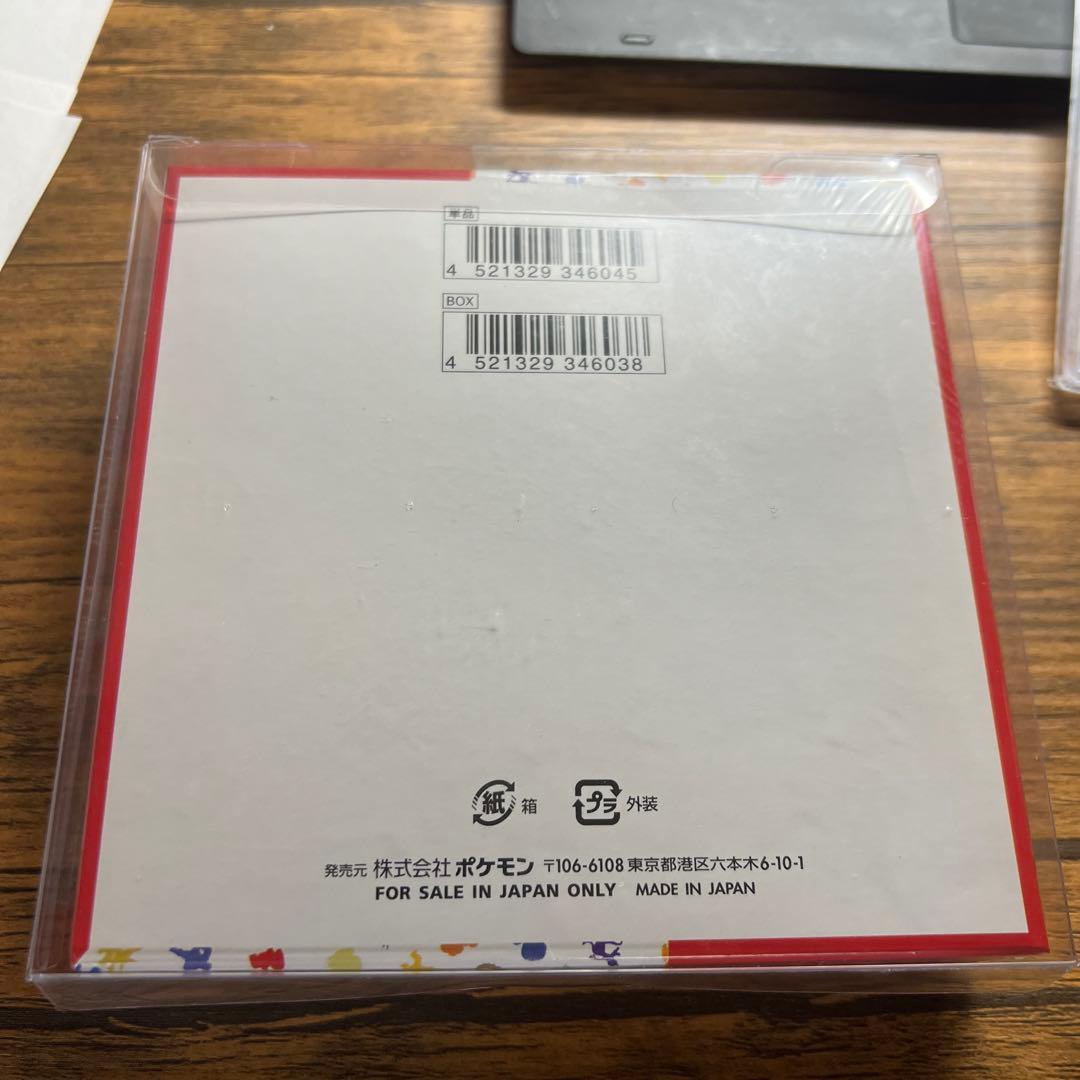 単品
4 521329 346045
BOX
4 521329 346038
紙 箱 プラ 外装
発売元 株式会社 ポケモン 〒106-6108 東京都港区六本木6-10-1
FOR SALE IN JAPAN ONLY MADE IN JAPAN